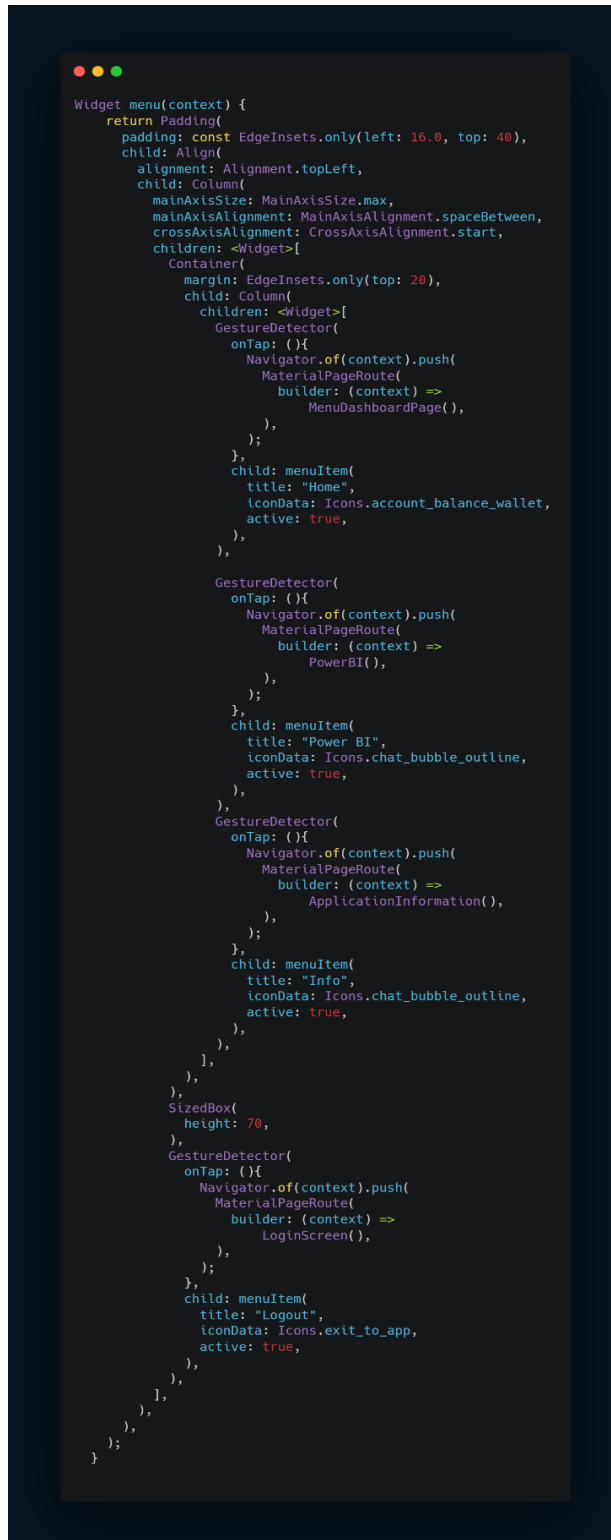 Widget menu(context) {
    return Padding(
      padding: const EdgeInsets.only(left: 16.0, top: 40),
      child: Align(
        alignment: Alignment.topLeft,
        child: Column(
          mainAxisSize: MainAxisSize.max,
          mainAxisAlignment: MainAxisAlignment.spaceBetween,
          crossAxisAlignment: CrossAxisAlignment.start,
          children: <Widget>[
            Container(
              margin: EdgeInsets.only(top: 20),
              child: Column(
                children: <Widget>[
                  GestureDetector(
                    onTap: (){
                      Navigator.of(context).push(
                        MaterialPageRoute(
                          builder: (context) =>
                              MenuDashboardPage(),
                        ),
                      );
                    },
                    child: menuItem(
                      title: "Home",
                      iconData: Icons.account_balance_wallet,
                      active: true,
                    ),
                  ),

                  GestureDetector(
                    onTap: (){
                      Navigator.of(context).push(
                        MaterialPageRoute(
                          builder: (context) =>
                              PowerBI(),
                        ),
                      );
                    },
                    child: menuItem(
                      title: "Power BI",
                      iconData: Icons.chat_bubble_outline,
                      active: true,
                    ),
                  ),
                  GestureDetector(
                    onTap: (){
                      Navigator.of(context).push(
                        MaterialPageRoute(
                          builder: (context) =>
                              ApplicationInformation(),
                        ),
                      );
                    },
                    child: menuItem(
                      title: "Info",
                      iconData: Icons.chat_bubble_outline,
                      active: true,
                    ),
                  ),
                ],
              ),
            ),
            SizedBox(
              height: 70,
            ),
            GestureDetector(
              onTap: (){
                Navigator.of(context).push(
                  MaterialPageRoute(
                    builder: (context) =>
                        LoginScreen(),
                  ),
                );
              },
              child: menuItem(
                title: "Logout",
                iconData: Icons.exit_to_app,
                active: true,
              ),
            ),
          ],
        ),
      ),
    );
  }